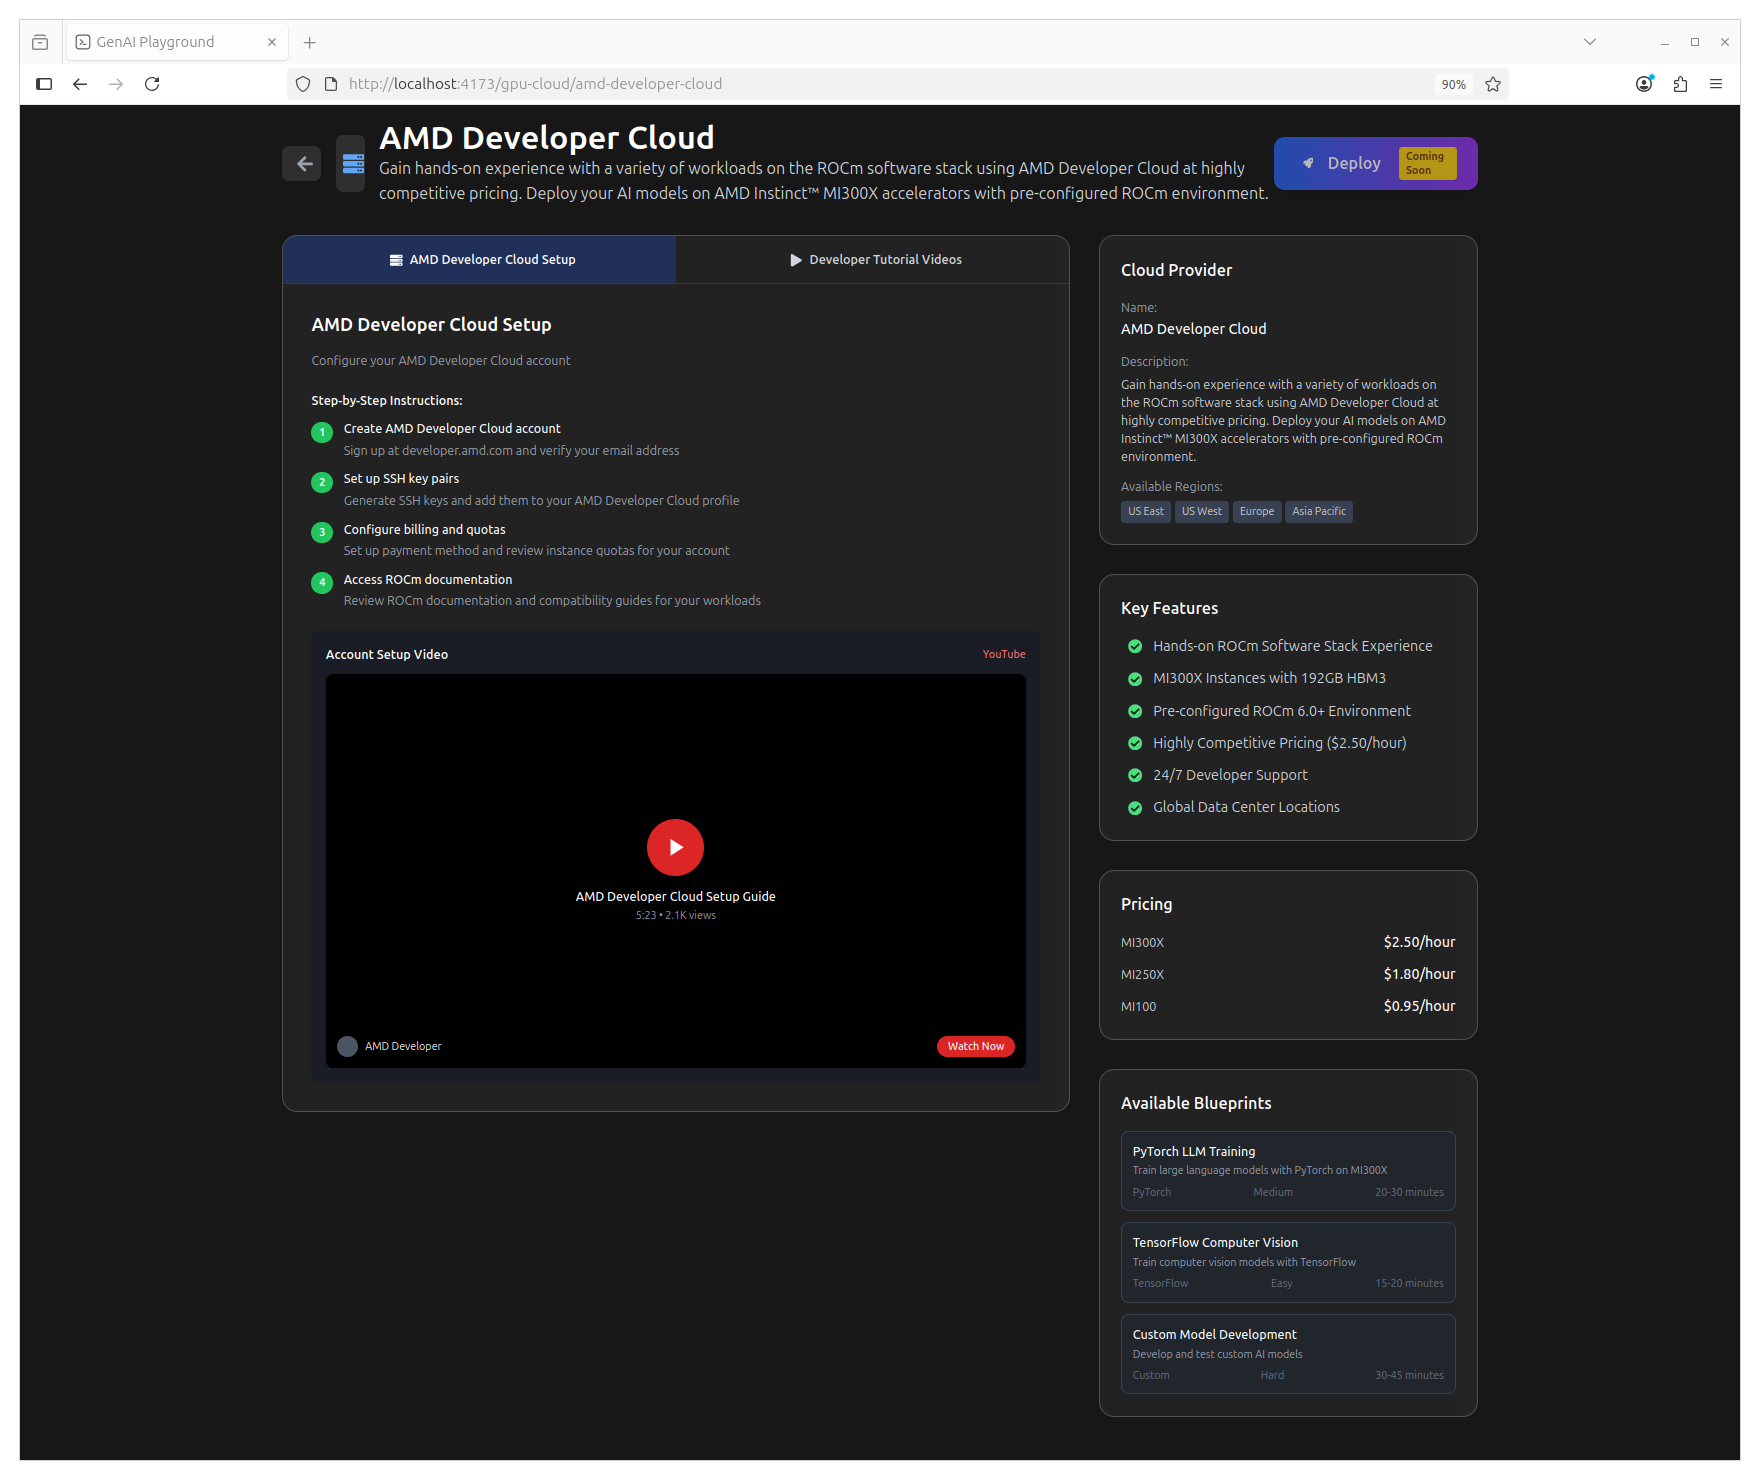 GenAI Playground
http://localhost:4173/gpu-cloud/amd-developer-cloud
90%
AMD Developer Cloud
Gain hands-on experience with a variety of workloads on the ROCm software stack using AMD Developer Cloud at highly
competitive pricing. Deploy your AI models on AMD Instinct™ MI300X accelerators with pre-configured ROCm environment.
Deploy
Coming
Soon
AMD Developer Cloud Setup
Developer Tutorial Videos
AMD Developer Cloud Setup
Configure your AMD Developer Cloud account
Step-by-Step Instructions:
1
Create AMD Developer Cloud account
Sign up at developer.amd.com and verify your email address
2
Set up SSH key pairs
Generate SSH keys and add them to your AMD Developer Cloud profile
3
Configure billing and quotas
Set up payment method and review instance quotas for your account
4
Access ROCm documentation
Review ROCm documentation and compatibility guides for your workloads
Account Setup Video
YouTube
AMD Developer Cloud Setup Guide
5:23 • 2.1K views
AMD Developer
Watch Now
Cloud Provider
Name:
AMD Developer Cloud
Description:
Gain hands-on experience with a variety of workloads on
the ROCm software stack using AMD Developer Cloud at
highly competitive pricing. Deploy your AI models on AMD
Instinct™ MI300X accelerators with pre-configured ROCm
environment.
Available Regions:
US East
US West
Europe
Asia Pacific
Key Features
Hands-on ROCm Software Stack Experience
MI300X Instances with 192GB HBM3
Pre-configured ROCm 6.0+ Environment
Highly Competitive Pricing ($2.50/hour)
24/7 Developer Support
Global Data Center Locations
Pricing
MI300X $2.50/hour
MI250X $1.80/hour
MI100 $0.95/hour
Available Blueprints
PyTorch LLM Training
Train large language models with PyTorch on MI300X
PyTorch Medium 20-30 minutes
TensorFlow Computer Vision
Train computer vision models with TensorFlow
TensorFlow Easy 15-20 minutes
Custom Model Development
Develop and test custom AI models
Custom Hard 30-45 minutes